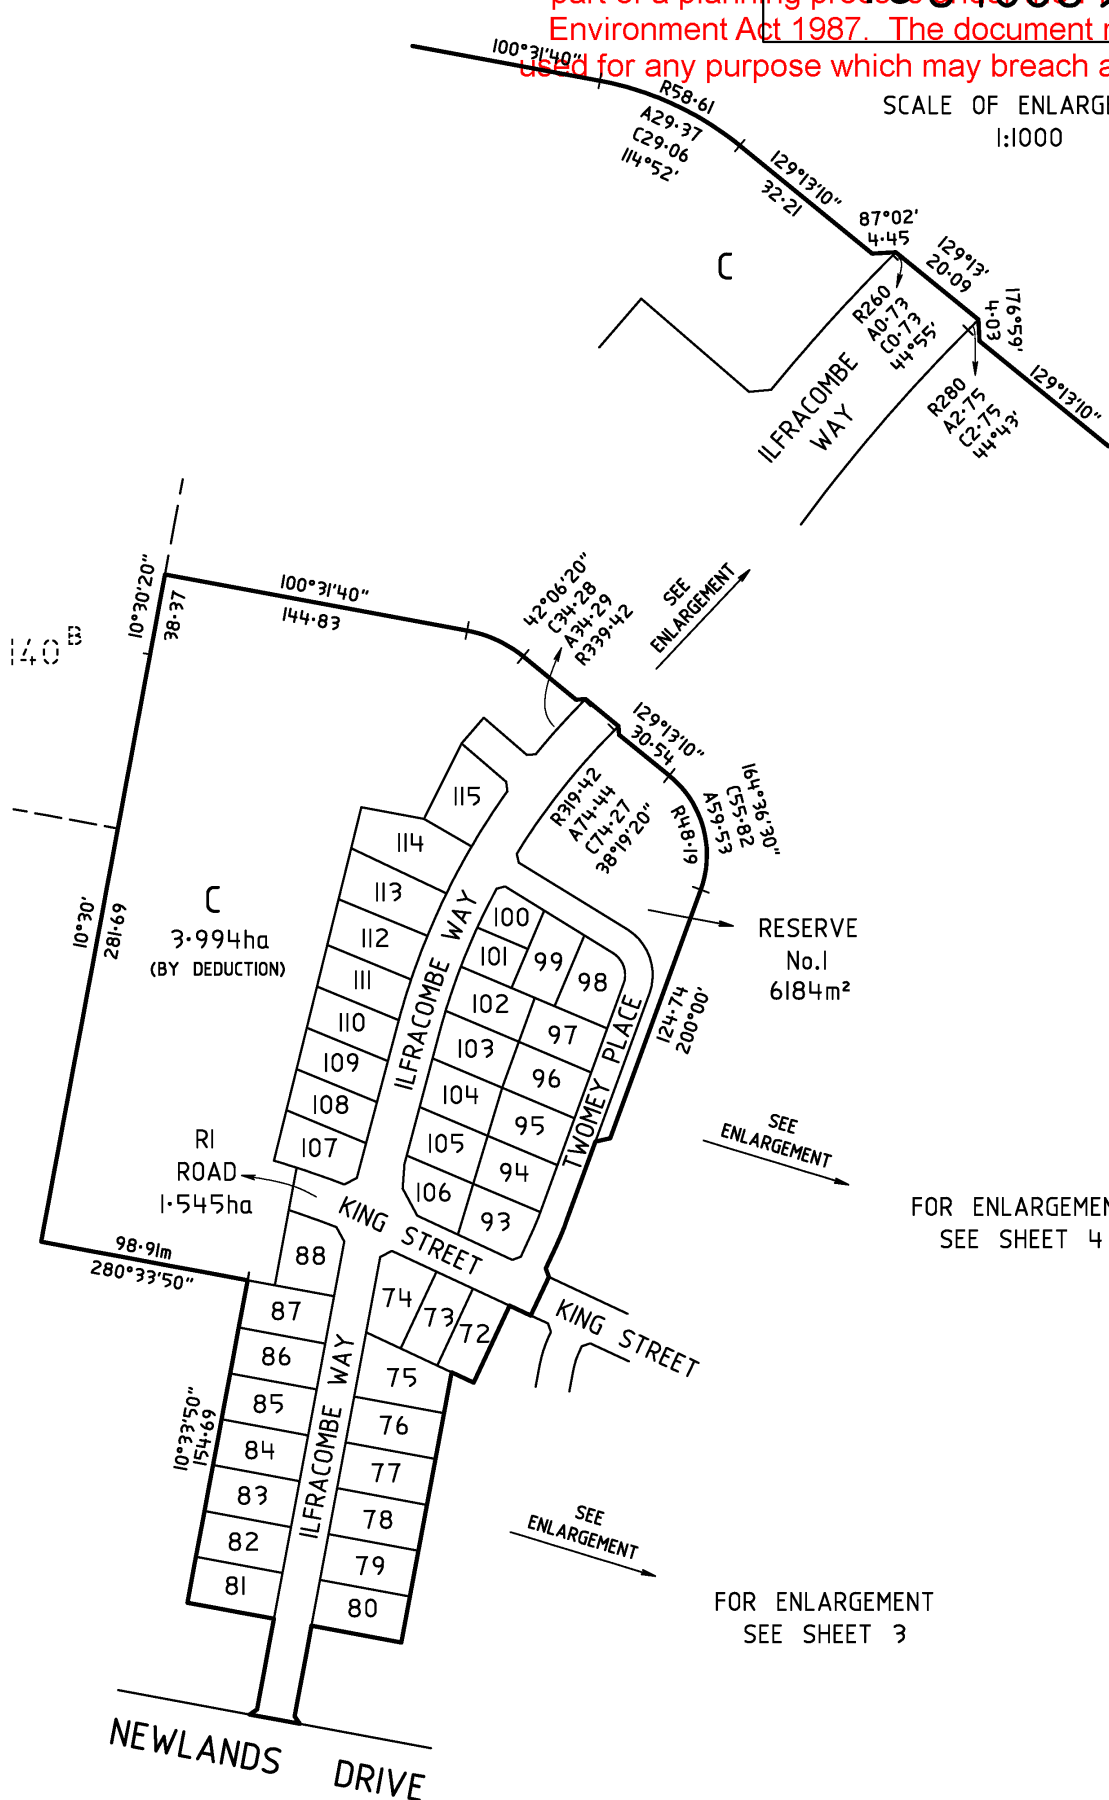 Environment Act 1987. The document
used for any purpose which may breach
SCALE OF
1:1000
100°31'40"
R58·61
A29·37
C29·06
114°52'
129°13'10"
32·21
87°02'
4·45
129°13'
20·09
176°59'
4·03
129°13'10"
C
R260
A0·73
C0·73
44°55'
R280
A2·75
C2·75
44°43'
ILFRACOMBE
WAY
10°30'20"
38·37
100°31'40"
144·83
140B
42°06'20"
C34·28
A34·29
R339·42
SEE
ENLARGEMENT
129°13'10"
30·54
R319·42
A74·44
C74·27
38°19'20"
164°36'30"
C55·82
A59·53
R48·19
115
114
113
112
111
110
109
108
107
C
3·994ha
(BY DEDUCTION)
10°30'
281·69
ILFRACOMBE WAY
100
101
99
98
102
97
103
96
104
95
105
94
106
93
TWOMEY PLACE
RESERVE
No.1
6184m²
124·74
200°00'
SEE
ENLARGEMENT
FOR
SEE SHEET 4
R1
ROAD
1·545ha
KING STREET
KING STREET
98·91m
280°33'50"
88
87
86
85
84
83
82
81
74
73
72
75
76
77
78
79
80
10°33'50"
154·69
ILFRACOMBE WAY
SEE
ENLARGEMENT
FOR ENLARGEMENT
SEE SHEET 3
NEWLANDS DRIVE